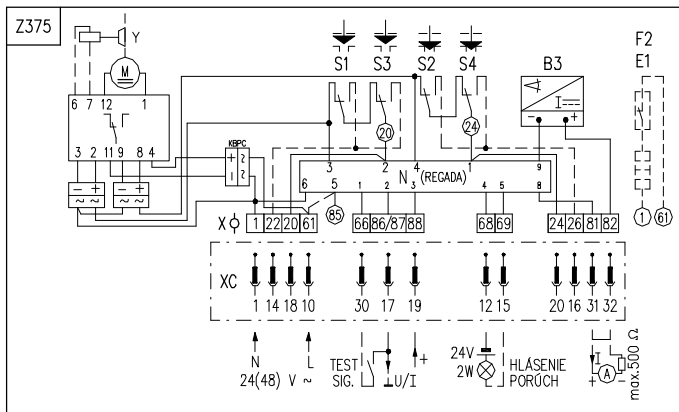 Z375
Y
M
6 7 12 1
3 2 11 9 8 4
- + - +
~ ~ ~ ~
KBPC
+ ~
- ~
S1 S3 S2 S4
20
24
B3
I
- +
F2
E1
3 2 4 1 9
N (REGADA)
6 5 1 2 3 4 5 8
85
X 1 22 20 61 66 86/87 88 68 69 24 26 81 82
1 61
XC
1 14 18 10 30 17 19 12 15 20 16 31 32
N L
24(48) V ~
TEST
SIG.
U/I
+
24V
2W
HLÁSENIE
PORÚCH
I
A
+ -
max.500 Ω